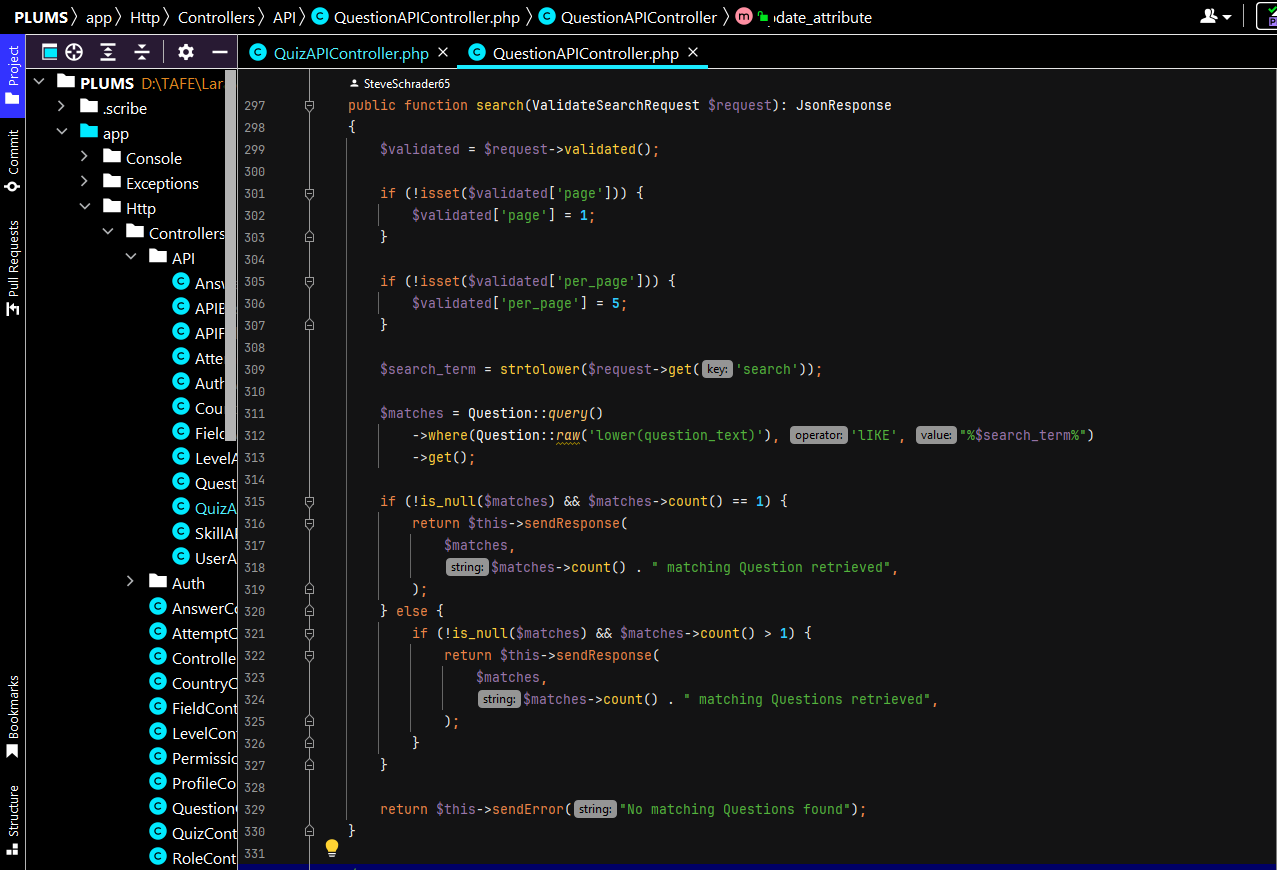 PLUMS app Http Controllers API QuestionAPIController.php QuestionAPIController date_attribute
Project
Commit
Pull Requests
Bookmarks
Structure
PLUMS D:\TAFE\Lar
.scribe
app
Console
Exceptions
Http
Controllers
API
Answ
APIB
APIF
Atte
Auth
Cou
Field
LevelA
Quest
QuizA
SkillA
UserA
Auth
AnswerCo
AttemptC
Controlle
CountryC
FieldCont
LevelCon
Permissic
ProfileCo
Question
QuizCont
RoleCont
QuizAPIController.php QuestionAPIController.php
SteveSchrader65
297 public function search(ValidateSearchRequest $request): JsonResponse
298 {
299 $validated = $request->validated();
300
301 if (!isset($validated['page'])) {
302 $validated['page'] = 1;
303 }
304
305 if (!isset($validated['per_page'])) {
306 $validated['per_page'] = 5;
307 }
308
309 $search_term = strtolower($request->get( key: 'search'));
310
311 $matches = Question::query()
312 ->where(Question::raw('lower(question_text)'), operator: 'lIKE', value: "%$search_term%")
313 ->get();
314
315 if (!is_null($matches) && $matches->count() == 1) {
316 return $this->sendResponse(
317 $matches,
318 string: $matches->count() . " matching Question retrieved",
319 );
320 } else {
321 if (!is_null($matches) && $matches->count() > 1) {
322 return $this->sendResponse(
323 $matches,
324 string: $matches->count() . " matching Questions retrieved",
325 );
326 }
327 }
328
329 return $this->sendError( string: "No matching Questions found");
330 }
331